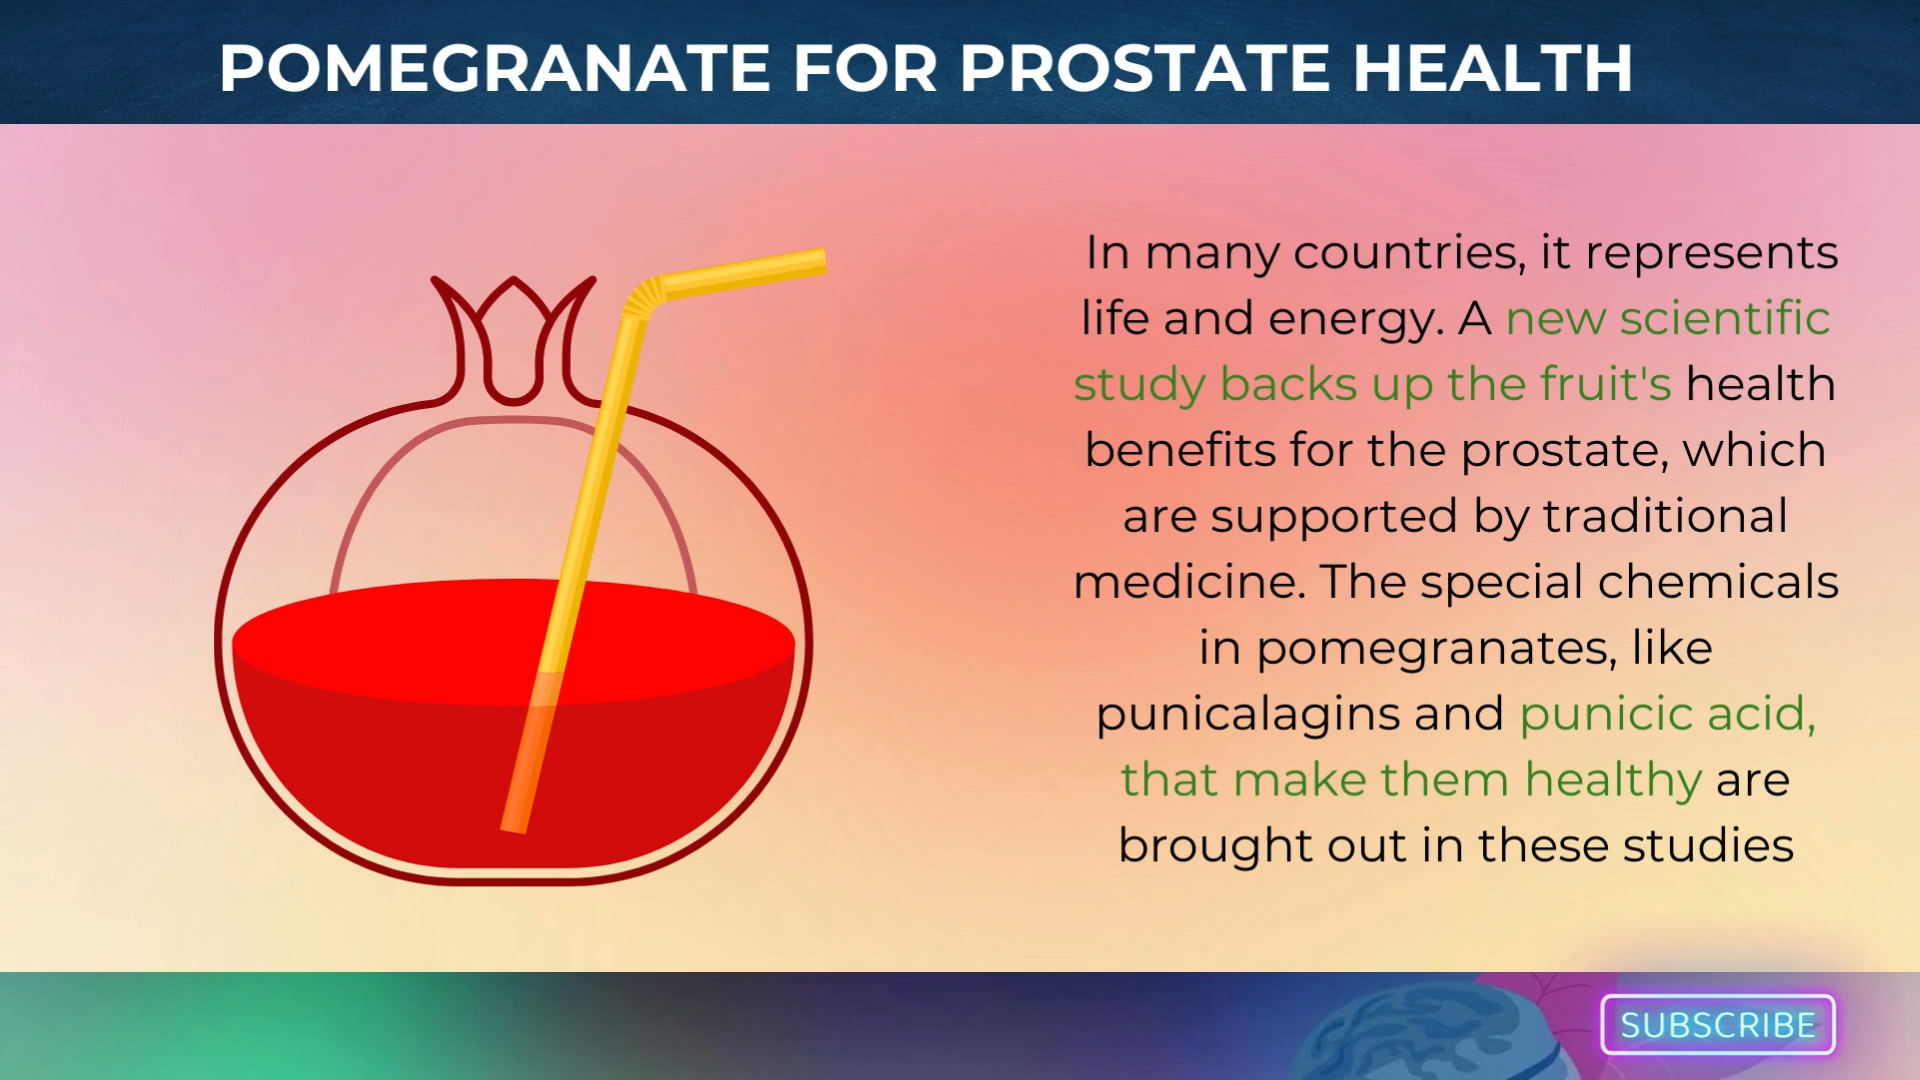 POMEGRANATE FOR PROSTATE HEALTH
In many countries, it represents
life and energy. A new scientific
study backs up the fruit's health
benefits for the prostate, which
are supported by traditional
medicine. The special chemicals
in pomegranates, like
punicalagins and punicic acid,
that make them healthy are
brought out in these studies
SUBSCRIBE